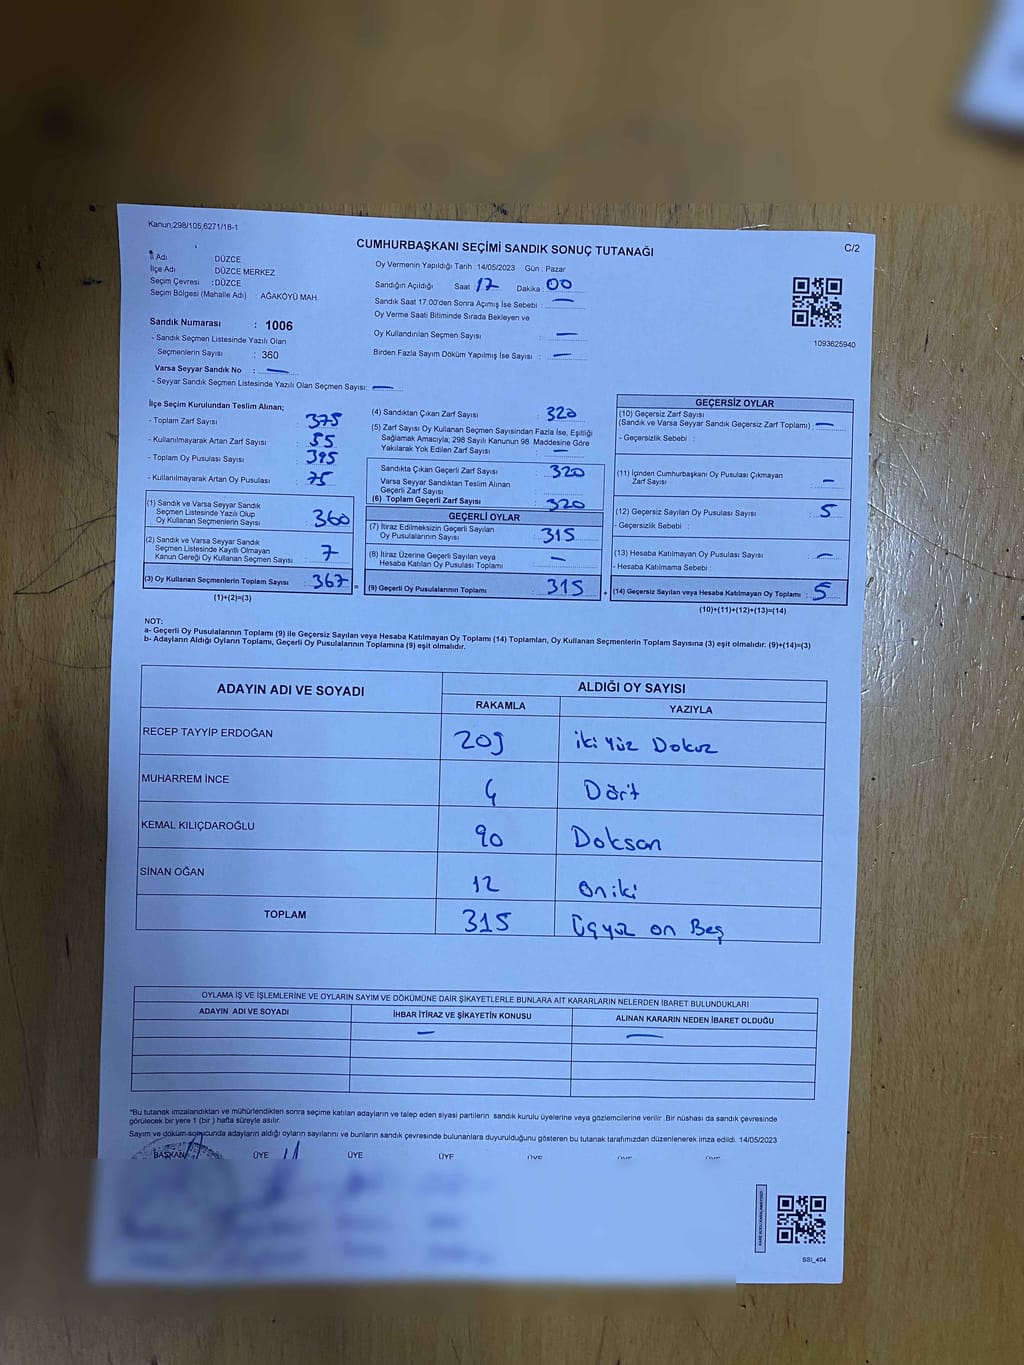 Kanun;298/105,6271/18-1
CUMHURBAŞKANI SEÇİMİ SANDIK SONUÇ TUTANAĞI
C/2
İl Adı : DÜZCE
İlçe Adı : DÜZCE MERKEZ
Seçim Çevresi : DÜZCE
Seçim Bölgesi (Mahalle Adı) : AĞAKÖYÜ MAH.
Oy Vermenin Yapıldığı Tarih :14/05/2023 Gün : Pazar
Sandığın Açıldığı Saat 17 Dakika : 00
Sandık Saat 17:00'den Sonra Açımış İse Sebebi : —
Oy Verme Saati Bitiminde Sırada Bekleyen ve
Oy Kullandırılan Seçmen Sayısı : —
Birden Fazla Sayım Döküm Yapılmış İse Sayısı : —
1093625940
Sandık Numarası : 1006
- Sandık Seçmen Listesinde Yazılı Olan
Seçmenlerin Sayısı : 360
Varsa Seyyar Sandık No : —
- Seyyar Sandık Seçmen Listesinde Yazılı Olan Seçmen Sayısı: —
İlçe Seçim Kurulundan Teslim Alınan;
- Toplam Zarf Sayısı : 375
- Kullanılmayarak Artan Zarf Sayısı : 55
- Toplam Oy Pusulası Sayısı : 395
- Kullanılmayarak Artan Oy Pusulası : 75
(1) Sandık ve Varsa Seyyar Sandık
Seçmen Listesinde Yazılı Olup
Oy Kullanan Seçmenlerin Sayısı : 360
(2) Sandık ve Varsa Seyyar Sandık
Seçmen Listesinde Kayıtlı Olmayan
Kanun Gereği Oy Kullanan Seçmen Sayısı : 7
(3) Oy Kullanan Seçmenlerin Toplam Sayısı : 367
(1)+(2)=(3)
(4) Sandıktan Çıkan Zarf Sayısı : 320
(5) Zarf Sayısı Oy Kullanan Seçmen Sayısından Fazla İse, Eşitliği
Sağlamak Amacıyla; 298 Sayılı Kanunun 98. Maddesine Göre
Yakılarak Yok Edilen Zarf Sayısı : —
Sandıkta Çıkan Geçerli Zarf Sayısı : 320
Varsa Seyyar Sandıktan Teslim Alınan
Geçerli Zarf Sayısı :
(6) Toplam Geçerli Zarf Sayısı : 320
GEÇERLİ OYLAR
(7) İtiraz Edilmeksizin Geçerli Sayılan
Oy Pusulalarının Sayısı : 315
(8) İtiraz Üzerine Geçerli Sayılan veya
Hesaba Katılan Oy Pusulası Toplamı : —
= (9) Geçerli Oy Pusulalarının Toplamı : 315 +
GEÇERSİZ OYLAR
(10) Geçersiz Zarf Sayısı
(Sandık ve Varsa Seyyar Sandık Geçersiz Zarf Toplamı) : —
- Geçersizlik Sebebi :
(11) İçinden Cumhurbaşkanı Oy Pusulası Çıkmayan
Zarf Sayısı : —
(12) Geçersiz Sayılan Oy Pusulası Sayısı : 5
- Geçersizlik Sebebi :
(13) Hesaba Katılmayan Oy Pusulası Sayısı : —
- Hesaba Katılmama Sebebi :
(14) Geçersiz Sayılan veya Hesaba Katılmayan Oy Toplamı : 5
(10)+(11)+(12)+(13)=(14)
NOT:
a- Geçerli Oy Pusulalarının Toplamı (9) ile Geçersiz Sayılan veya Hesaba Katılmayan Oy Toplamı (14) Toplamları, Oy Kullanan Seçmenlerin Toplam Sayısına (3) eşit olmalıdır. (9)+(14)=(3)
b- Adayların Aldığı Oyların Toplamı, Geçerli Oy Pusulalarının Toplamına (9) eşit olmalıdır.
ADAYIN ADI VE SOYADI
ALDIĞI OY SAYISI
RAKAMLA YAZIYLA
RECEP TAYYİP ERDOĞAN 209 iki yüz Dokuz
MUHARREM İNCE 4 Dört
KEMAL KILIÇDAROĞLU 90 Doksan
SİNAN OĞAN 12 oniki
TOPLAM 315 Üçyüz on Beş
OYLAMA İŞ VE İŞLEMLERİNE VE OYLARIN SAYIM VE DÖKÜMÜNE DAİR ŞİKAYETLERLE BUNLARA AİT KARARLARIN NELERDEN İBARET BULUNDUKLARI
ADAYIN ADI VE SOYADI İHBAR İTİRAZ VE ŞİKAYETİN KONUSU ALINAN KARARIN NEDEN İBARET OLDUĞU
— —
*Bu tutanak imzalandıktan ve mühürlendikten sonra seçime katılan adayların ve talep eden siyasi partilerin sandık kurulu üyelerine veya gözlemcilerine verilir .Bir nüshası da sandık çevresinde
görülecek bir yere 1 (bir ) hafta süreyle asılır.
Sayım ve döküm sonucunda adayların aldığı oyların sayılarını ve bunların sandık çevresinde bulunanlara duyurulduğunu gösteren bu tutanak tarafımızdan düzenlenerek imza edildi. 14/05/2023
BAŞKAN ÜYE ÜYE ÜYE
SSI_404